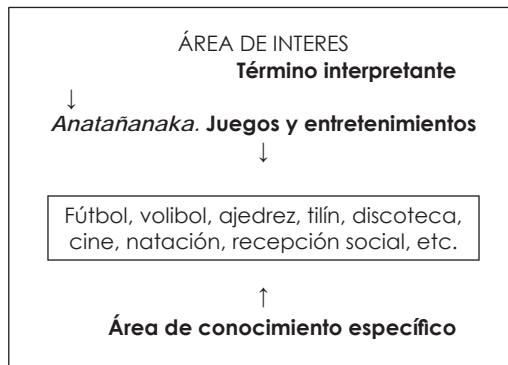 ÁREA DE INTERES
Término interpretante
↓
Anatañanaka. Juegos y entretenimientos
↓
Fútbol, volibol, ajedrez, tilín, discoteca,
cine, natación, recepción social, etc.
↑
Área de conocimiento específico